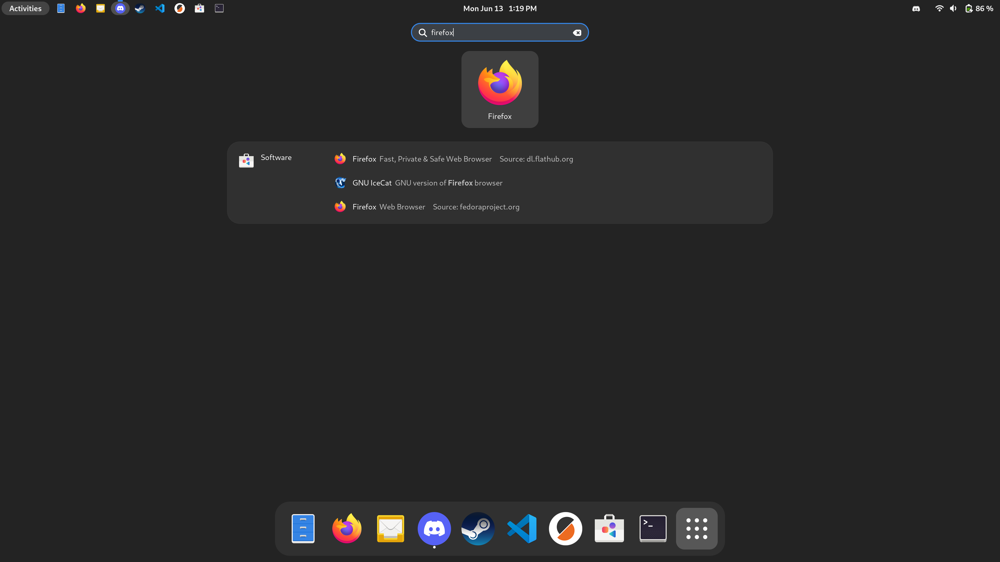 Activities
Mon Jun 13 1:19 PM
86 %
firefox
Firefox
Software
Firefox Fast, Private & Safe Web Browser Source: dl.flathub.org
GNU IceCat GNU version of Firefox browser
Firefox Web Browser Source: fedoraproject.org
>_